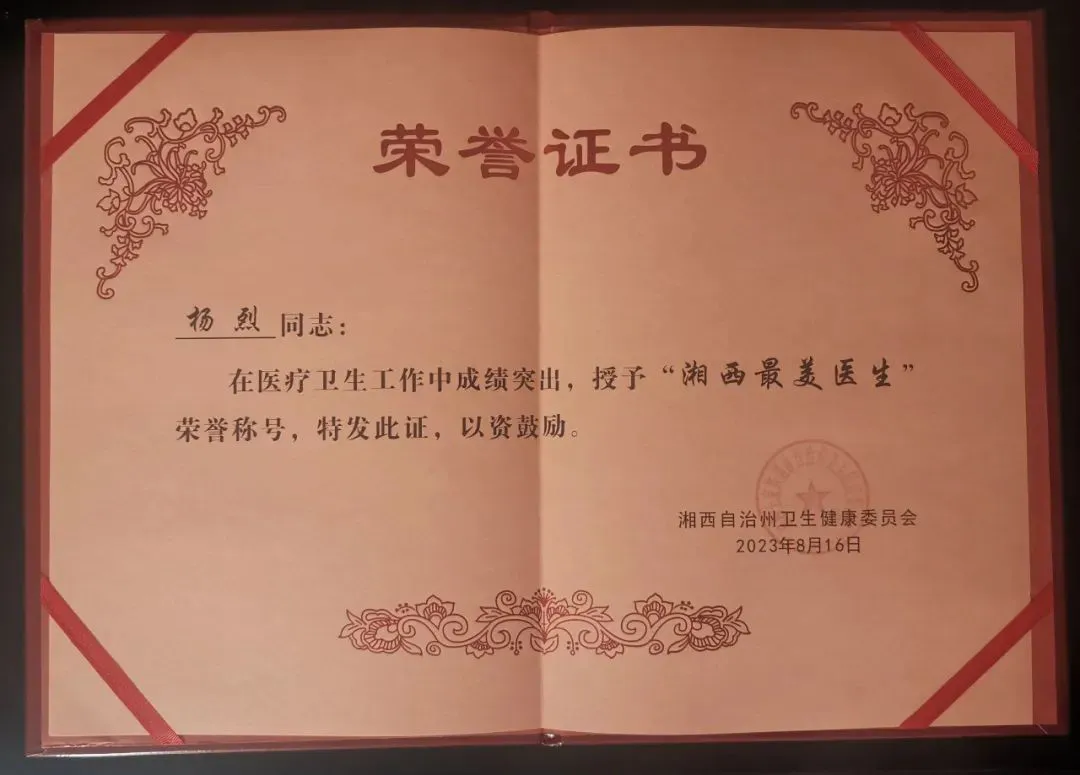 荣誉证书
杨烈同志：
在医疗卫生工作中成绩突出，授予“湘西最美医生”
荣誉称号，特发此证，以资鼓励。
湘西自治州卫生健康委员会
2023年8月16日